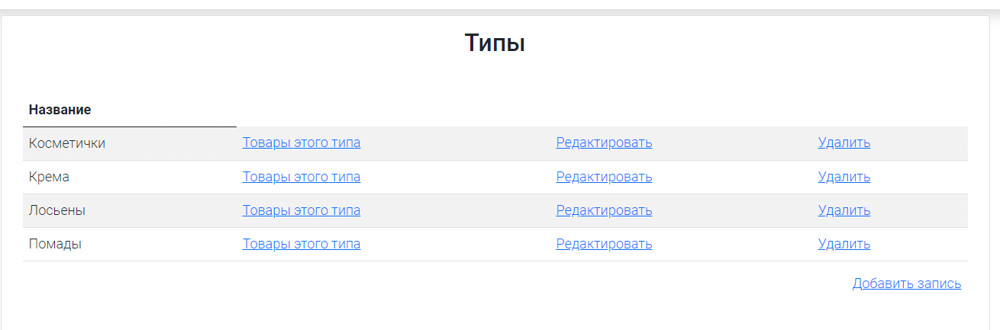 Типы
Название
Косметички Товары этого типа Редактировать Удалить
Крема Товары этого типа Редактировать Удалить
Лосьены Товары этого типа Редактировать Удалить
Помады Товары этого типа Редактировать Удалить
Добавить запись